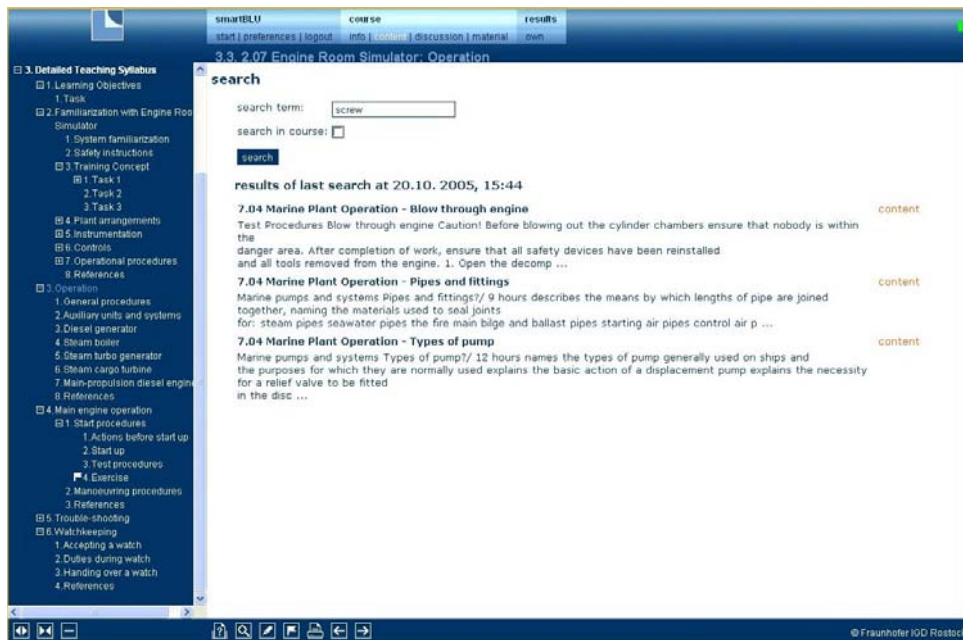 smartBLU course results
start | preferences | logout info | content | discussion | material own
3.3. 2.07 Engine Room Simulator: Operation
3. Detailed Teaching Syllabus
1.Learning Objectives
1.Task
2.Familiarization with Engine Roo
Simulator
1.System familiarization
2.Safety instructions
3.Training Concept
1.Task 1
2.Task 2
3.Task 3
4.Plant arrangements
5.Instrumentation
6.Controls
7.Operational procedures
8.References
3.Operation
1.General procedures
2.Auxiliary units and systems
3.Diesel generator
4.Steam boiler
5.Steam turbo generator
6.Steam cargo turbine
7.Main-propulsion diesel engine
8.References
4.Main engine operation
1.Start procedures
1.Actions before start up
2.Start up
3.Test procedures
4.Exercise
2.Manoeuvring procedures
3.References
5.Trouble-shooting
6.Watchkeeping
1.Accepting a watch
2.Duties during watch
3.Handing over a watch
4.References
search
search term: screw
search in course:
search
results of last search at 20.10. 2005, 15:44
7.04 Marine Plant Operation - Blow through engine content
Test Procedures Blow through engine Caution! Before blowing out the cylinder chambers ensure that nobody is within
the
danger area. After completion of work, ensure that all safety devices have been reinstalled
and all tools removed from the engine. 1. Open the decomp ...
7.04 Marine Plant Operation - Pipes and fittings content
Marine pumps and systems Pipes and fittings?/ 9 hours describes the means by which lengths of pipe are joined
together, naming the materials used to seal joints
for: steam pipes seawater pipes the fire main bilge and ballast pipes starting air pipes control air p ...
7.04 Marine Plant Operation - Types of pump content
Marine pumps and systems Types of pump?/ 12 hours names the types of pump generally used on ships and
the purposes for which they are normally used explains the basic action of a displacement pump explains the necessity
for a relief valve to be fitted
in the disc ...
© Fraunhofer IGD Rostock